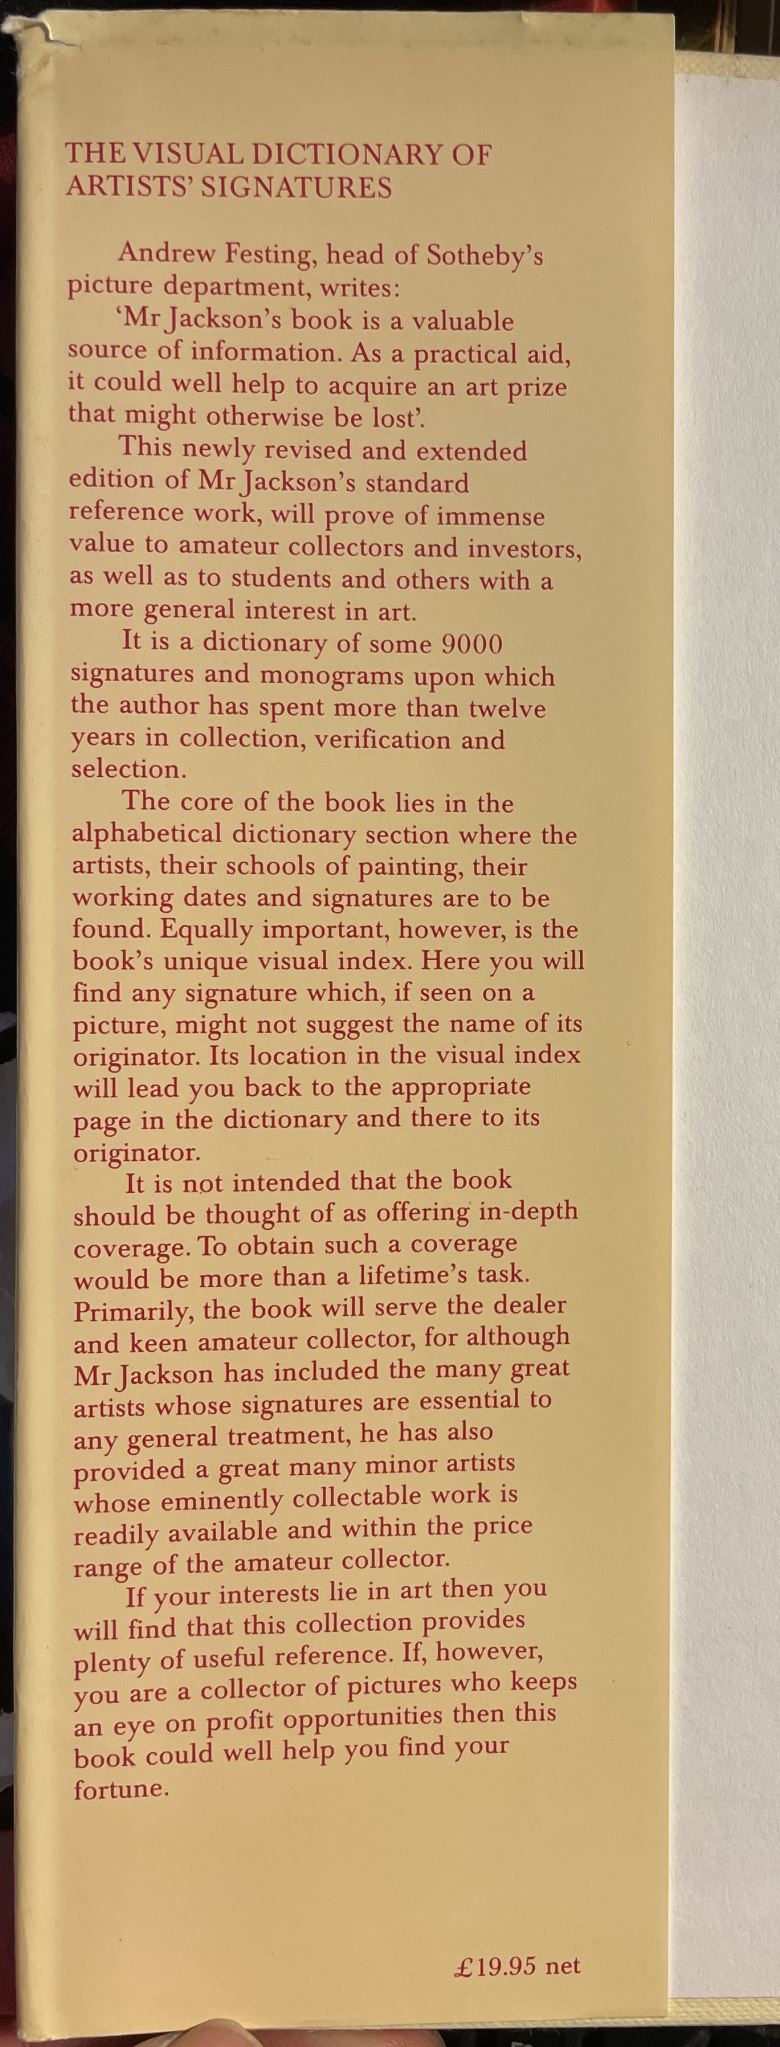 THE VISUAL DICTIONARY OF
ARTISTS' SIGNATURES
Andrew Festing, head of Sotheby's
picture department, writes:
'Mr Jackson's book is a valuable
source of information. As a practical aid,
it could well help to acquire an art prize
that might otherwise be lost'.
This newly revised and extended
edition of Mr Jackson's standard
reference work, will prove of immense
value to amateur collectors and investors,
as well as to students and others with a
more general interest in art.
It is a dictionary of some 9000
signatures and monograms upon which
the author has spent more than twelve
years in collection, verification and
selection.
The core of the book lies in the
alphabetical dictionary section where the
artists, their schools of painting, their
working dates and signatures are to be
found. Equally important, however, is the
book's unique visual index. Here you will
find any signature which, if seen on a
picture, might not suggest the name of its
originator. Its location in the visual index
will lead you back to the appropriate
page in the dictionary and there to its
originator.
It is not intended that the book
should be thought of as offering in-depth
coverage. To obtain such a coverage
would be more than a lifetime's task.
Primarily, the book will serve the dealer
and keen amateur collector, for although
Mr Jackson has included the many great
artists whose signatures are essential to
any general treatment, he has also
provided a great many minor artists
whose eminently collectable work is
readily available and within the price
range of the amateur collector.
If your interests lie in art then you
will find that this collection provides
plenty of useful reference. If, however,
you are a collector of pictures who keeps
an eye on profit opportunities then this
book could well help you find your
fortune.
£19.95 net